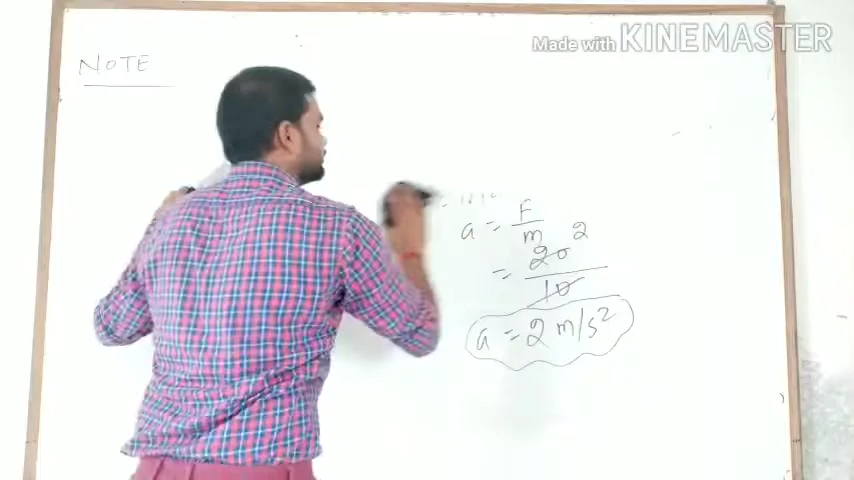 Made with KINEMASTER
NOTE
a = F/m
= 20/10 2
a = 2 m/s²